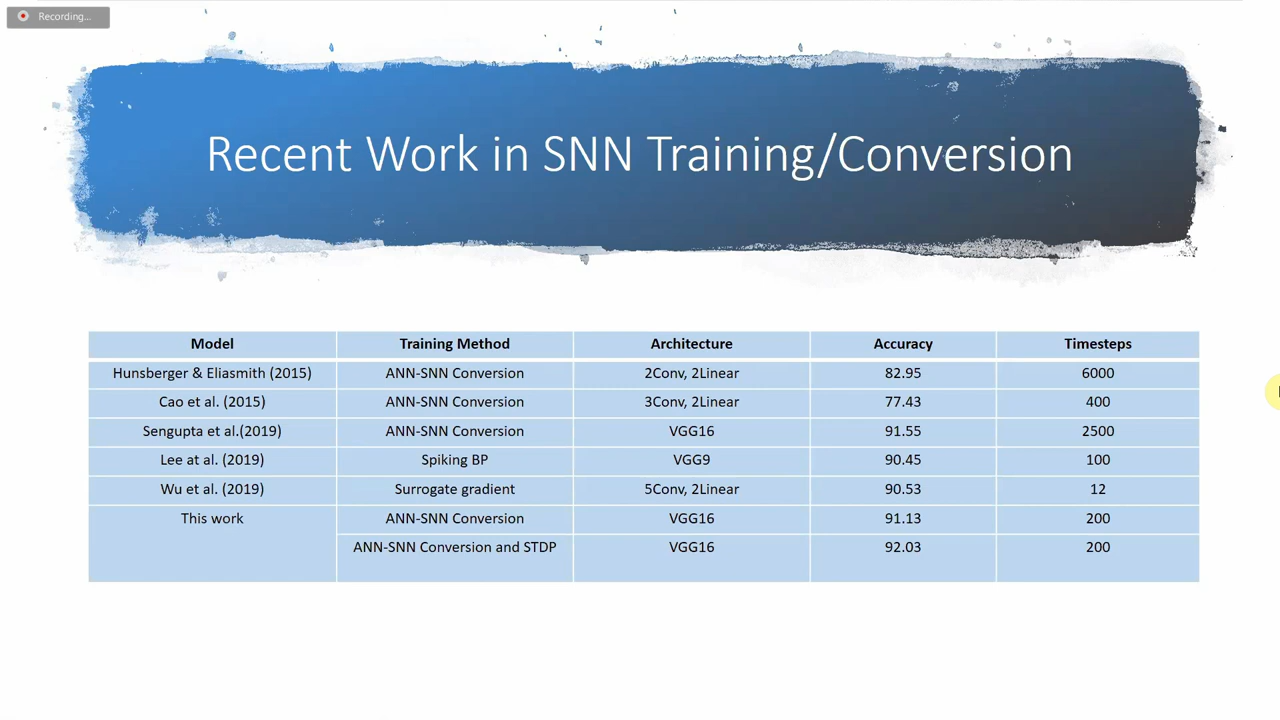 Recording...
Recent Work in SNN Training/Conversion
Model Training Method Architecture Accuracy Timesteps
Hunsberger & Eliasmith (2015) ANN-SNN Conversion 2Conv, 2Linear 82.95 6000
Cao et al. (2015) ANN-SNN Conversion 3Conv, 2Linear 77.43 400
Sengupta et al.(2019) ANN-SNN Conversion VGG16 91.55 2500
Lee at al. (2019) Spiking BP VGG9 90.45 100
Wu et al. (2019) Surrogate gradient 5Conv, 2Linear 90.53 12
This work ANN-SNN Conversion VGG16 91.13 200
ANN-SNN Conversion and STDP VGG16 92.03 200